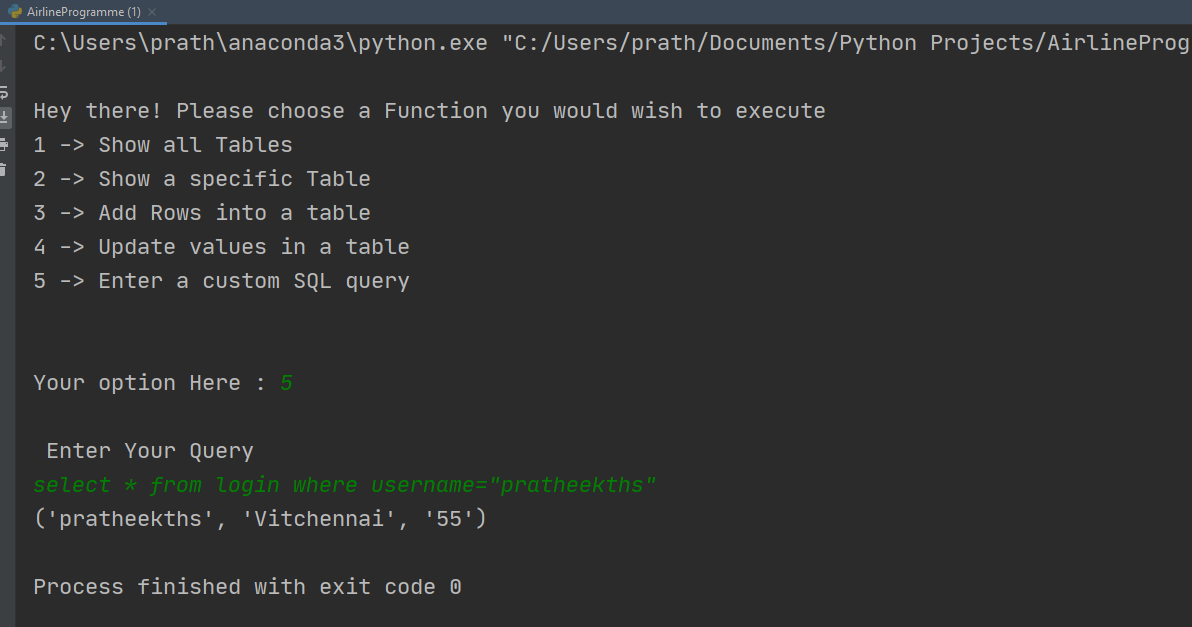 AirlineProgramme (1)
C:\Users\prath\anaconda3\python.exe "C:/Users/prath/Documents/Python Projects/AirlineProg
Hey there! Please choose a Function you would wish to execute
1 -> Show all Tables
2 -> Show a specific Table
3 -> Add Rows into a table
4 -> Update values in a table
5 -> Enter a custom SQL query
Your option Here : 5
Enter Your Query
select * from login where username="pratheekths"
('pratheekths', 'Vitchennai', '55')
Process finished with exit code 0